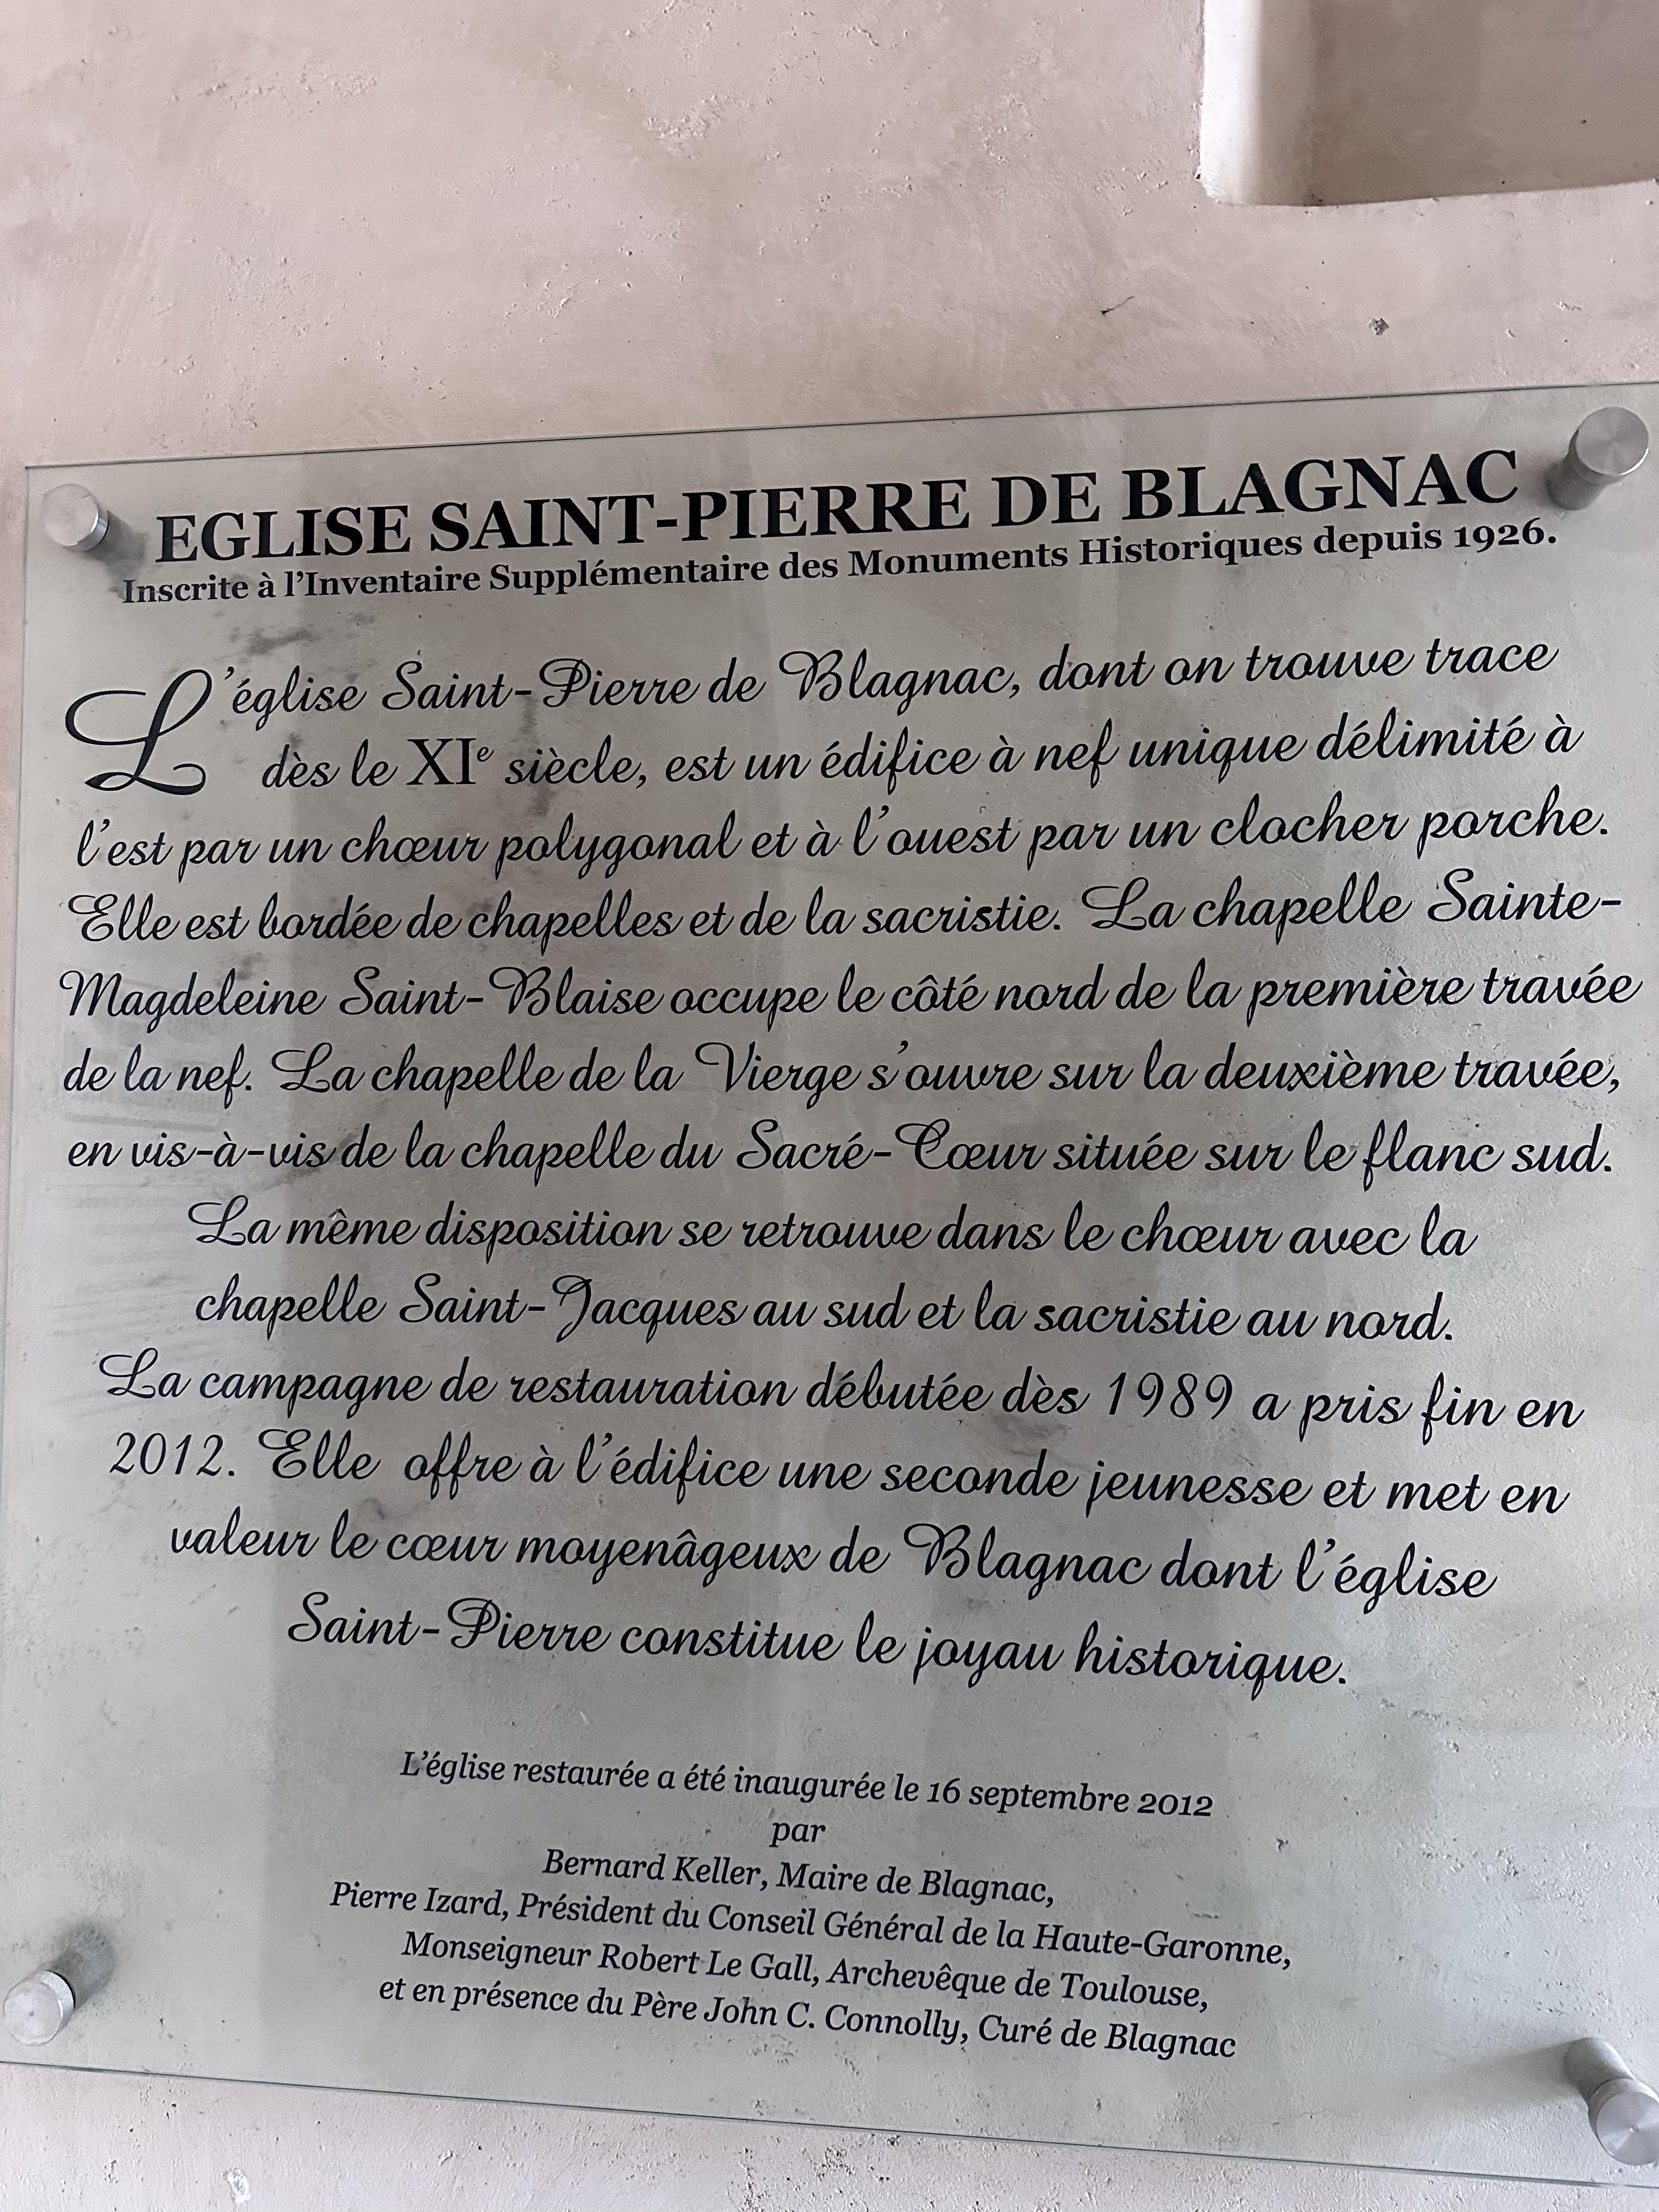 EGLISE SAINT-PIERRE DE BLAGNAC
Inscrite à l'Inventaire Supplémentaire des Monuments Historiques depuis 1926.
L'église Saint-Pierre de Blagnac, dont on trouve trace
dès le XIe siècle, est un édifice à nef unique délimité à
l'est par un chœur polygonal et à l'ouest par un clocher porche.
Elle est bordée de chapelles et de la sacristie. La chapelle Sainte-
Magdeleine Saint-Blaise occupe le côté nord de la première travée
de la nef. La chapelle de la Vierge s'ouvre sur la deuxième travée,
en vis-à-vis de la chapelle du Sacré-Cœur située sur le flanc sud.
La même disposition se retrouve dans le chœur avec la
chapelle Saint-Jacques au sud et la sacristie au nord.
La campagne de restauration débutée dès 1989 a pris fin en
2012. Elle offre à l'édifice une seconde jeunesse et met en
valeur le cœur moyenâgeux de Blagnac dont l'église
Saint-Pierre constitue le joyau historique.
L'église restaurée a été inaugurée le 16 septembre 2012
par
Bernard Keller, Maire de Blagnac,
Pierre Izard, Président du Conseil Général de la Haute-Garonne,
Monseigneur Robert Le Gall, Archevêque de Toulouse,
et en présence du Père John C. Connolly, Curé de Blagnac